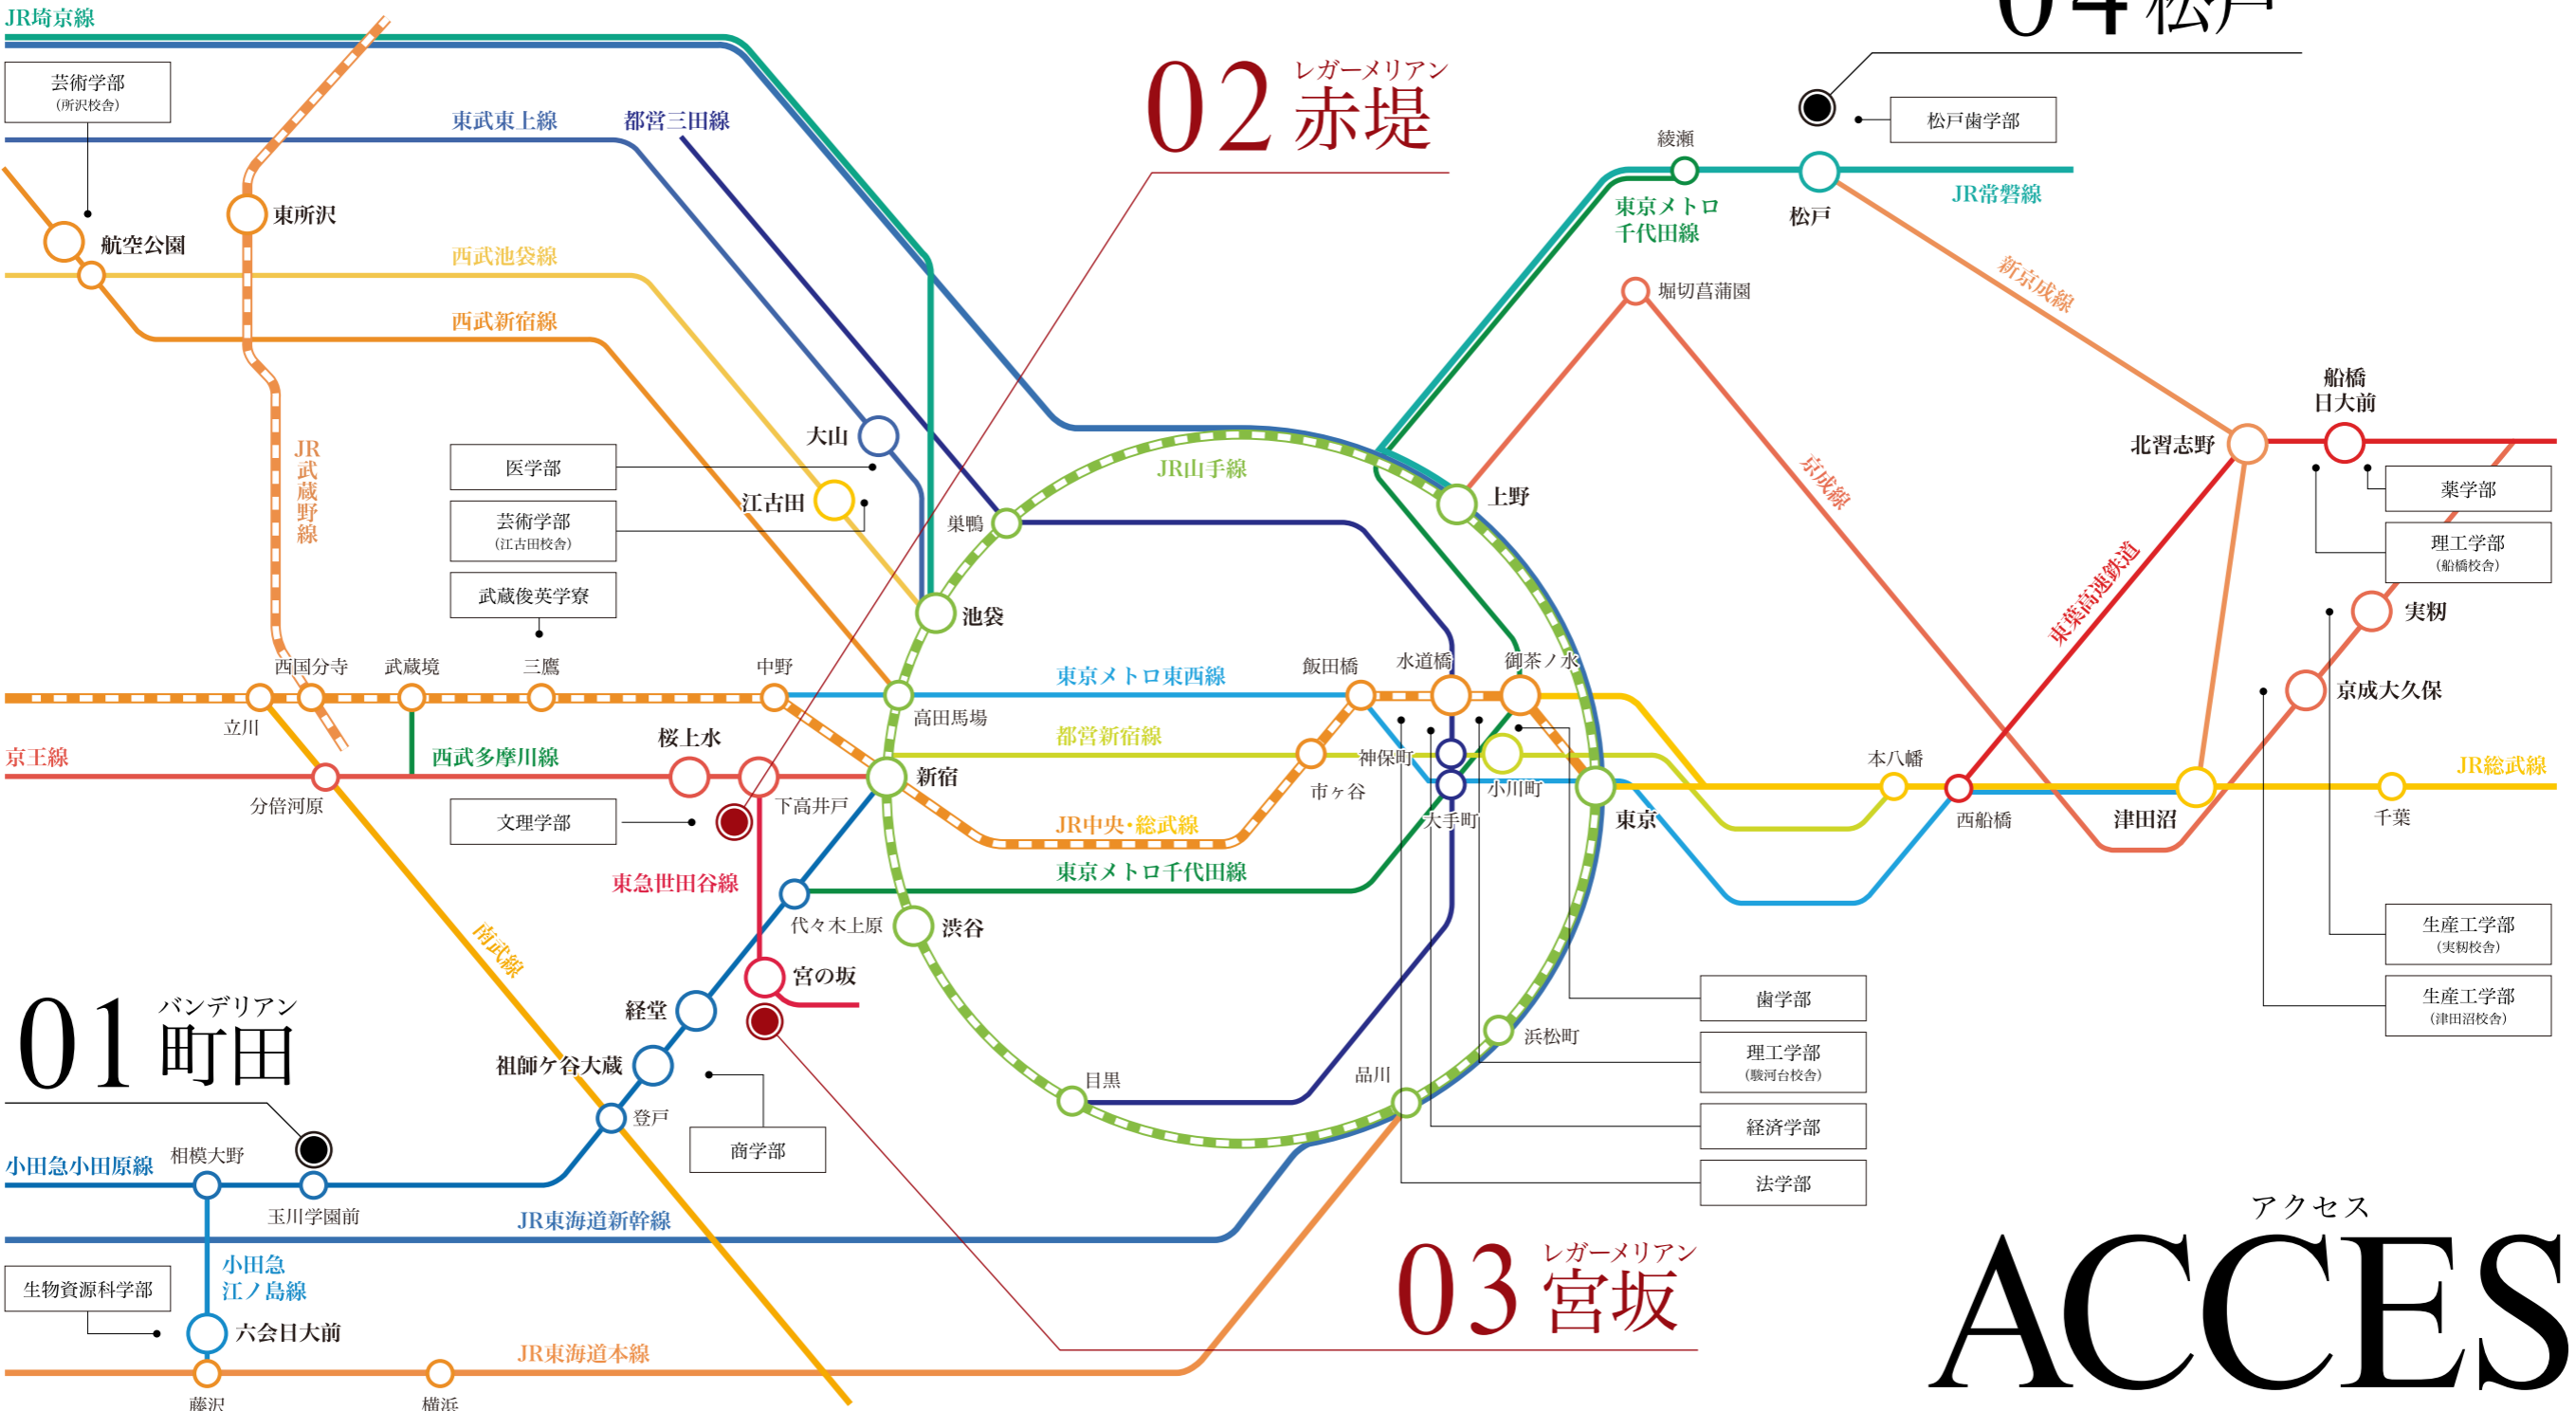 JR埼京線
芸術学部
(所沢校舎)
東武東上線
都営三田線
02
レガーメリアン
赤堤
04 松戸
松戸歯学部
綾瀬
東京メトロ
千代田線
松戸
JR常磐線
東所沢
航空公園
西武池袋線
西武新宿線
新京成線
堀切菖蒲園
JR武蔵野線
大山
医学部
江古田
芸術学部
(江古田校舎)
武蔵俊英学寮
JR山手線
巣鴨
上野
京成線
船橋
日大前
北習志野
薬学部
理工学部
(船橋校舎)
東葉高速鉄道
実籾
京成大久保
池袋
西国分寺
武蔵境
三鷹
中野
立川
東京メトロ東西線
飯田橋
水道橋
御茶ノ水
高田馬場
京王線
西武多摩川線
桜上水
都営新宿線
神保町
新宿
分倍河原
下高井戸
市ヶ谷
小川町
大手町
東京
本八幡
西船橋
津田沼
JR総武線
千葉
文理学部
JR中央・総武線
東急世田谷線
東京メトロ千代田線
代々木上原
渋谷
南武線
宮の坂
経堂
祖師ケ谷大蔵
登戸
商学部
目黒
品川
浜松町
歯学部
理工学部
(駿河台校舎)
経済学部
法学部
生産工学部
(実籾校舎)
生産工学部
(津田沼校舎)
01
バンデリアン
町田
小田急小田原線
相模大野
玉川学園前
JR東海道新幹線
小田急
江ノ島線
生物資源科学部
六会日大前
JR東海道本線
藤沢
横浜
03
レガーメリアン
宮坂
アクセス
ACCES